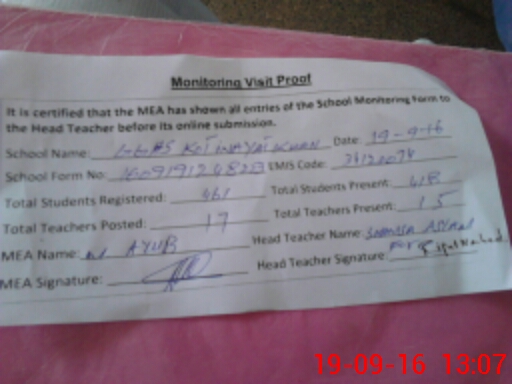 Monitoring Visit Proof
It is certified that the MEA has shown all entries of the School Monitoring Form to
the Head Teacher before its online submission.
School Name: Date: 19-9-16
School Form No: EMIS Code:
Total Students Registered: 461 Total Students Present: 418
Total Teachers Posted: 17 Total Teachers Present: 15
MEA Name: AYUB Head Teacher Name:
MEA Signature: Head Teacher Signature: For
19-09-16 13:07